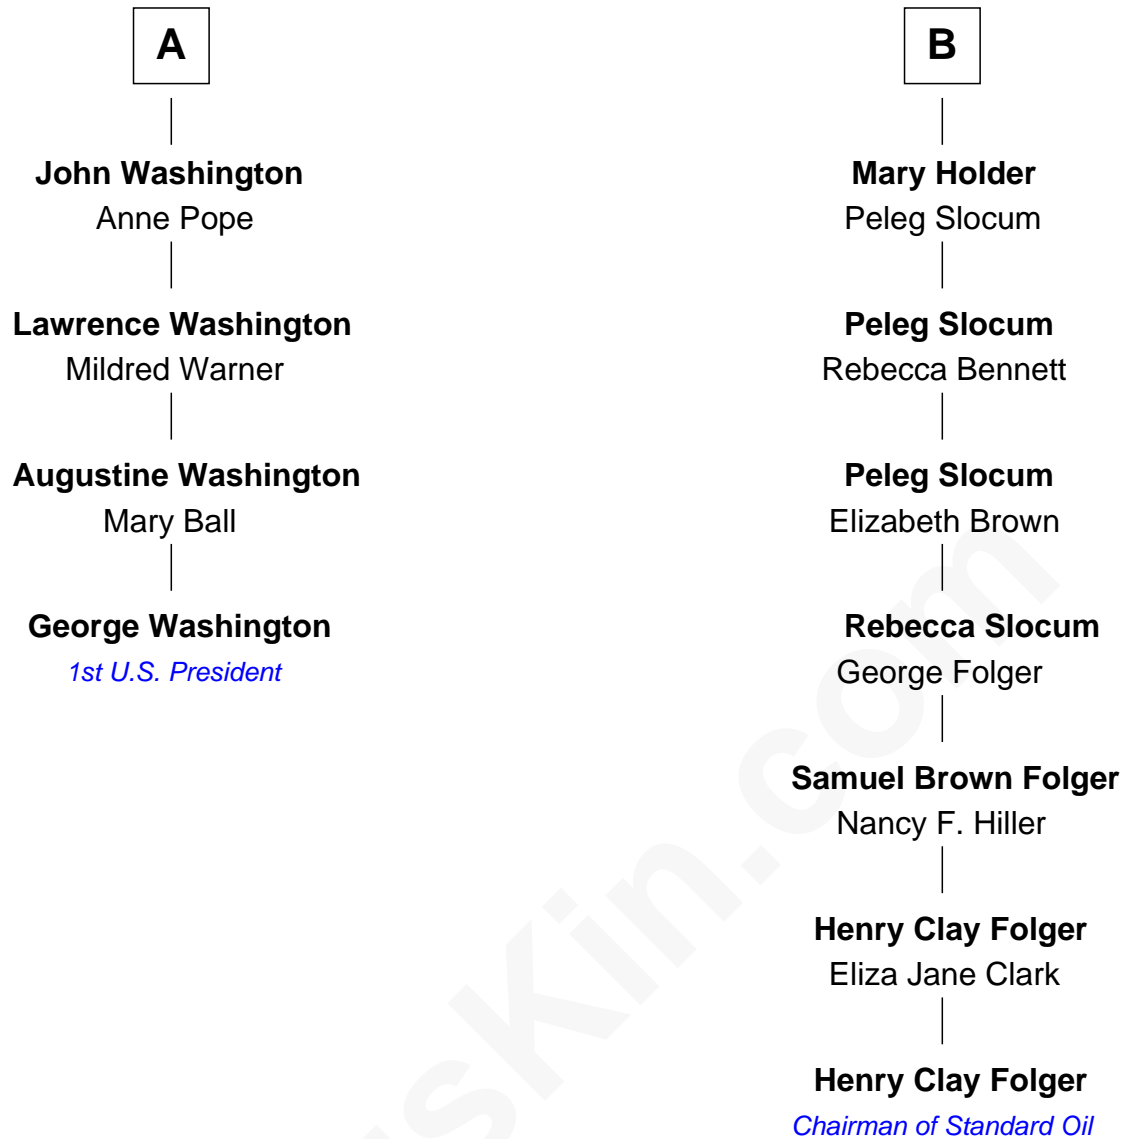 A
John Washington
Anne Pope
Lawrence Washington
Mildred Warner
Augustine Washington
Mary Ball
George Washington
1st U.S. President
B
Mary Holder
Peleg Slocum
Peleg Slocum
Rebecca Bennett
Peleg Slocum
Elizabeth Brown
Rebecca Slocum
George Folger
Samuel Brown Folger
Nancy F. Hiller
Henry Clay Folger
Eliza Jane Clark
Henry Clay Folger
Chairman of Standard Oil